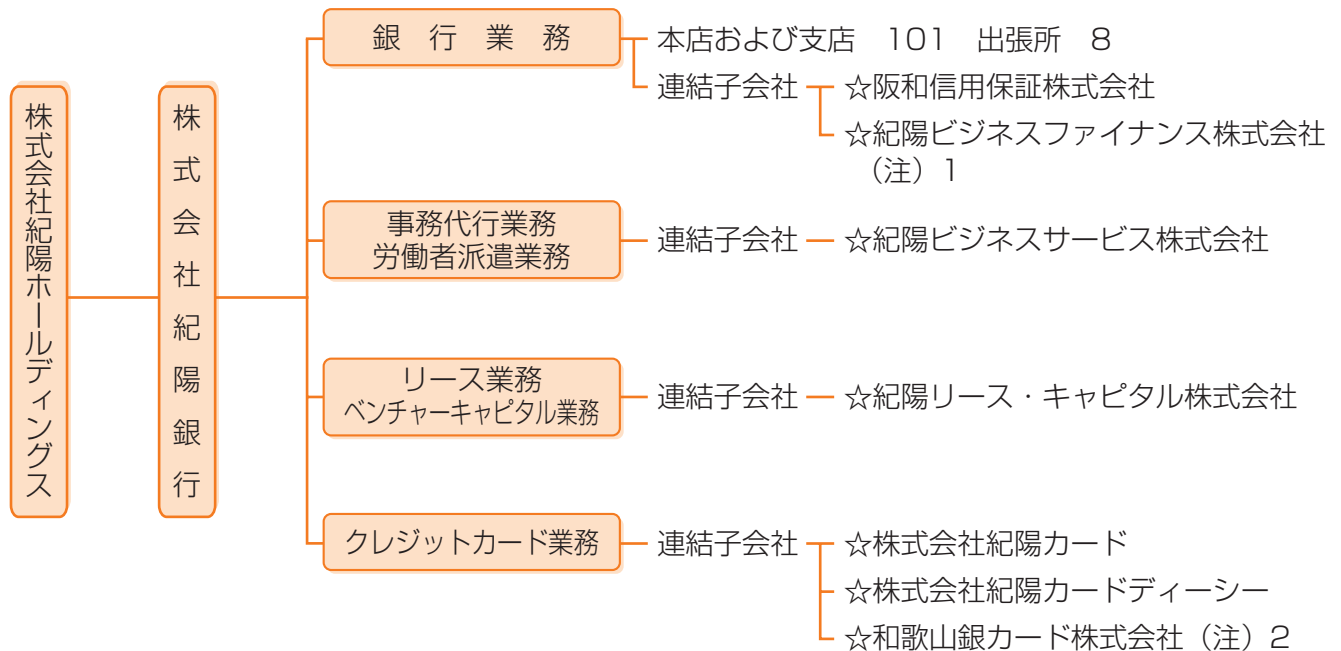 株式会社紀陽ホールディングス
株式会社紀陽銀行
銀行業務
本店および支店 101 出張所 8
連結子会社
☆阪和信用保証株式会社
☆紀陽ビジネスファイナンス株式会社
（注）1
事務代行業務
労働者派遣業務
連結子会社
☆紀陽ビジネスサービス株式会社
リース業務
ベンチャーキャピタル業務
連結子会社
☆紀陽リース・キャピタル株式会社
クレジットカード業務
連結子会社
☆株式会社紀陽カード
☆株式会社紀陽カードディーシー
☆和歌山銀カード株式会社（注）2